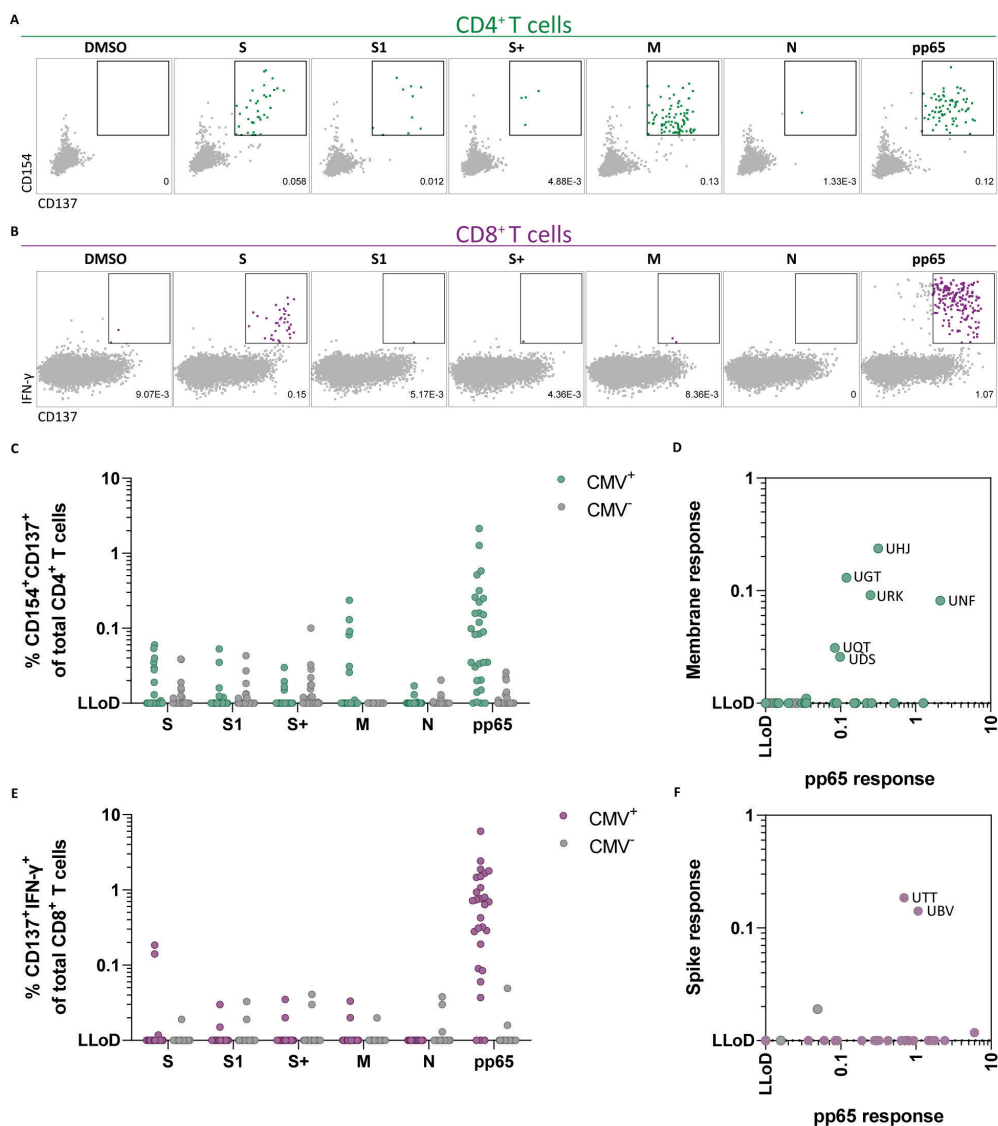 A
CD4+ T cells
DMSO S S1 S+ M N pp65
CD154
0 0.058 0.012 4.88E-3 0.13 1.33E-3 0.12
CD137
B
CD8+ T cells
DMSO S S1 S+ M N pp65
IFN-γ
9.07E-3 0.15 5.17E-3 4.36E-3 8.36E-3 0 1.07
CD137
C
% CD154+CD137+
of total CD4+ T cells
10
1
0.1
LLoD
S S1 S+ M N pp65
CMV+
CMV-
D
Membrane response
1
0.1
LLoD
UHJ
UGT
URK
UNF
UQT
UDS
LLoD 0.1 1 10
pp65 response
E
% CD137+IFN-γ+
of total CD8+ T cells
10
1
0.1
LLoD
S S1 S+ M N pp65
CMV+
CMV-
F
Spike response
1
0.1
LLoD
UTT
UBV
LLoD 0.1 1 10
pp65 response